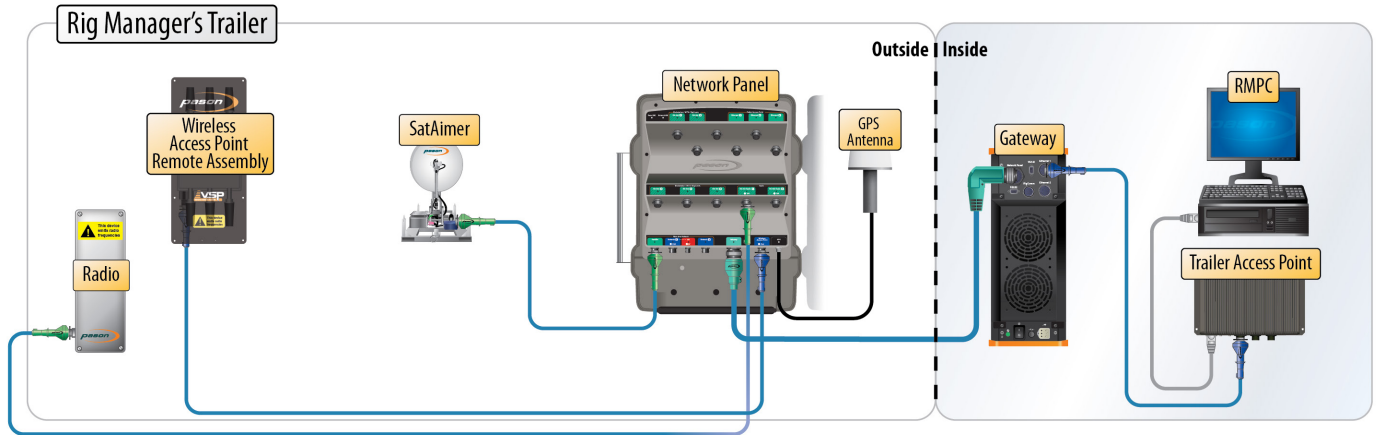 Rig Manager's Trailer
Outside
Inside
pason
Wireless
Access Point
Remote Assembly
VSP
SatAimer
pason
Network Panel
pason
GPS
Antenna
Gateway
RMPC
Trailer Access Point
This device
emits radio
frequencies
Radio
pason